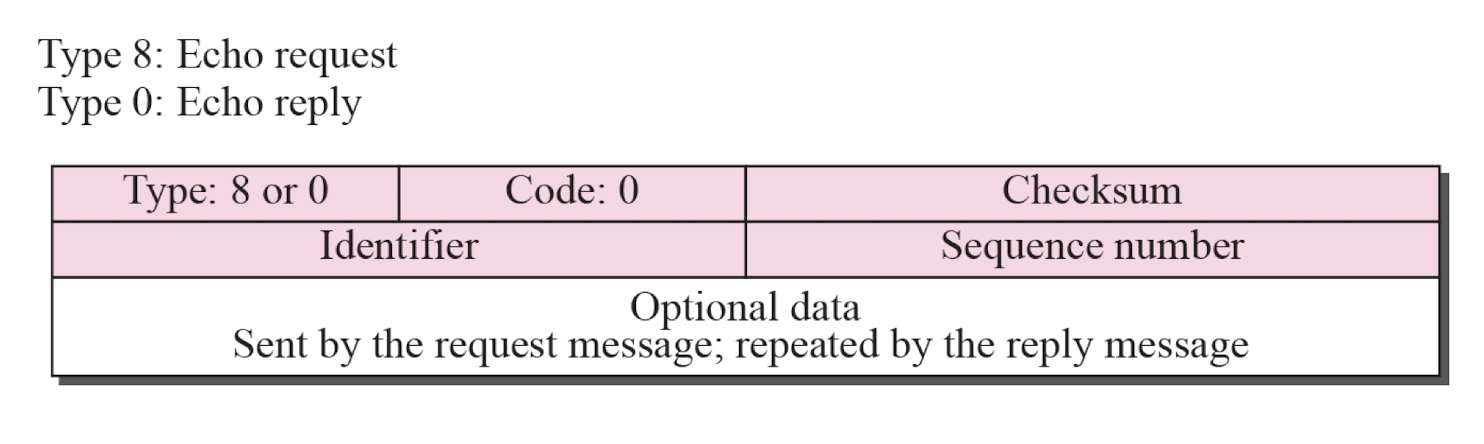 Type 8: Echo request
Type 0: Echo reply
Type: 8 or 0
Code: 0
Checksum
Identifier
Sequence number
Optional data
Sent by the request message; repeated by the reply message